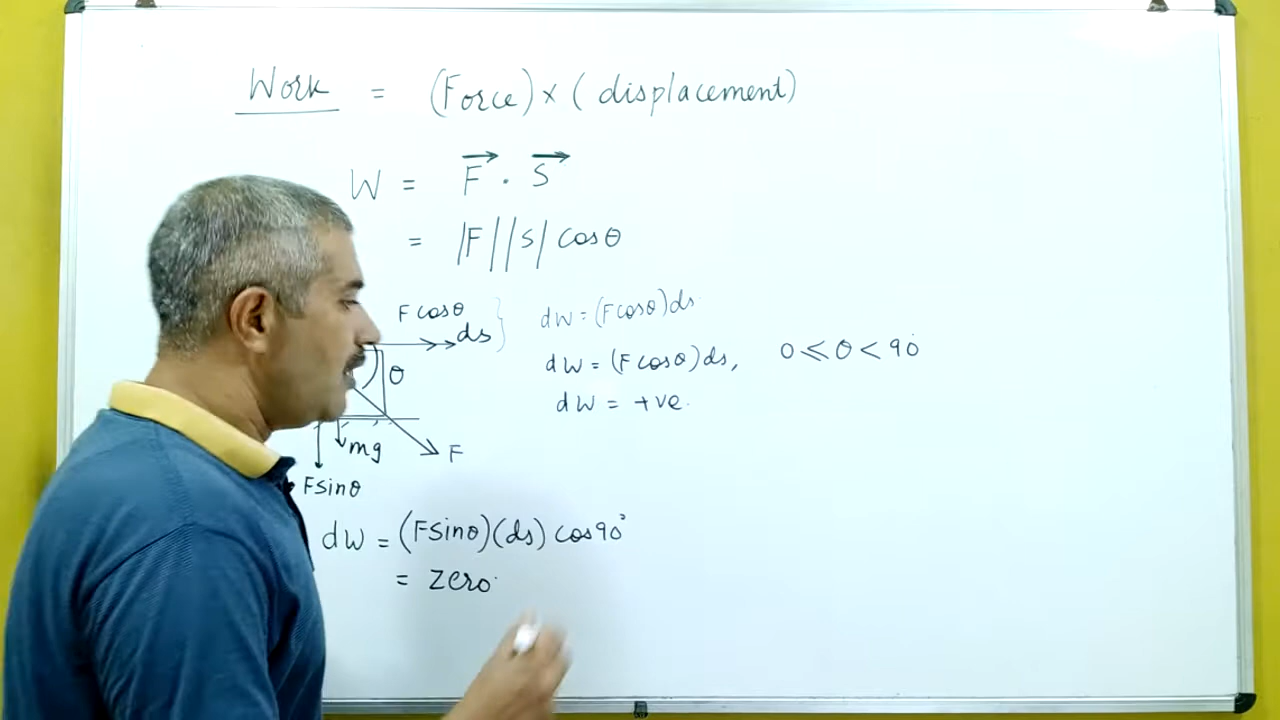 Work = (Force) × (displacement)
W = F⃗ · S⃗
= |F||S| cosθ
F cosθ
ds
dW = (Fcosθ)ds.
dW = (F cosθ)ds, 0 ≤ θ < 90°
dW = +ve.
θ
mg
F
Fsinθ
dW = (Fsinθ)(ds) cos90°
= Zero.